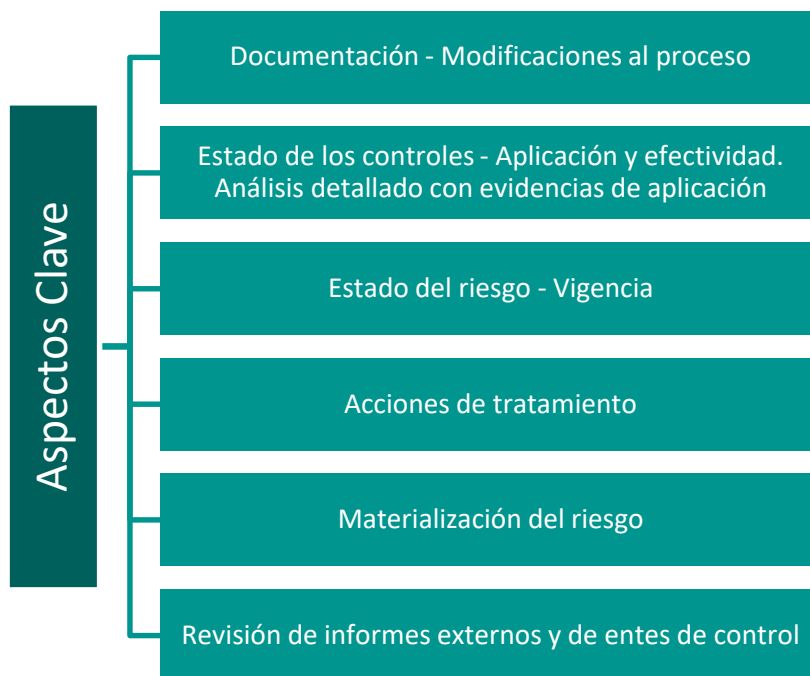 Aspectos Clave
Documentación - Modificaciones al proceso
Estado de los controles - Aplicación y efectividad.
Análisis detallado con evidencias de aplicación
Estado del riesgo - Vigencia
Acciones de tratamiento
Materialización del riesgo
Revisión de informes externos y de entes de control